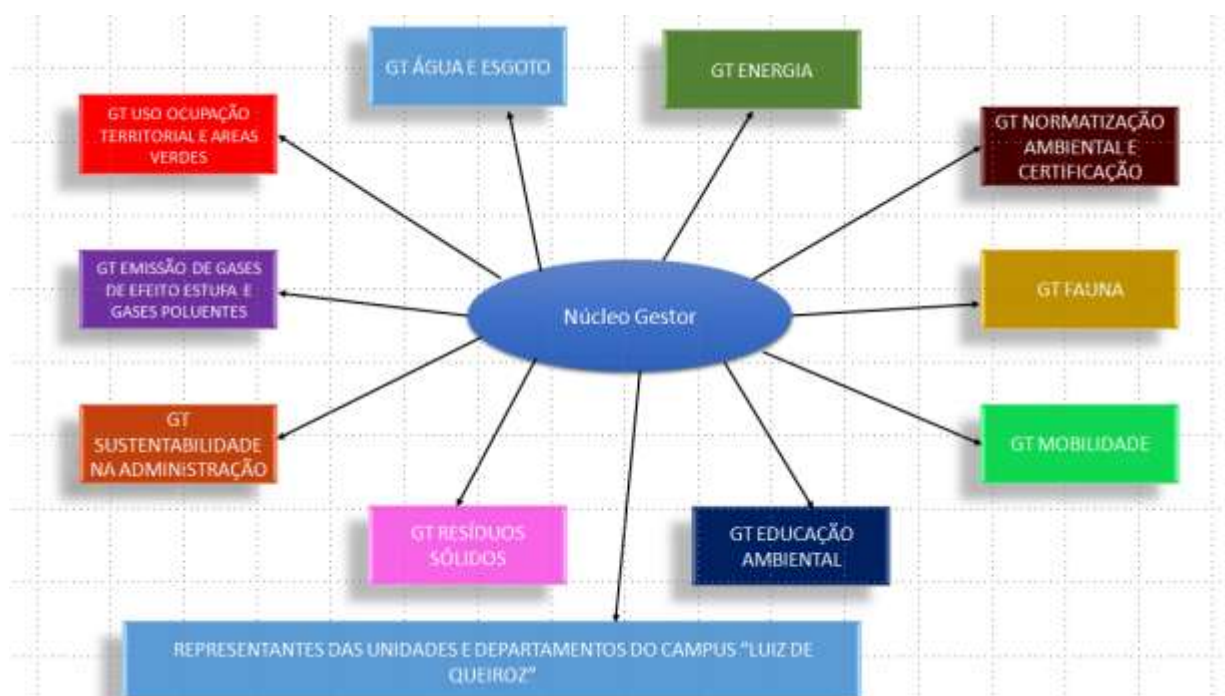 GT ÁGUA E ESGOTO
GT ENERGIA
GT USO OCUPAÇÃO
TERRITORIAL E AREAS
VERDES
GT NORMATIZAÇÃO
AMBIENTAL E
CERTIFICAÇÃO
GT EMISSÃO DE GASES
DE EFEITO ESTUFA E
GASES POLUENTES
Núcleo Gestor
GT FAUNA
GT
SUSTENTABILIDADE
NA ADMINISTRAÇÃO
GT MOBILIDADE
GT RESÍDUOS
SÓLIDOS
GT EDUCAÇÃO
AMBIENTAL
REPRESENTANTES DAS UNIDADES E DEPARTAMENTOS DO CAMPUS "LUIZ DE
QUEIROZ"